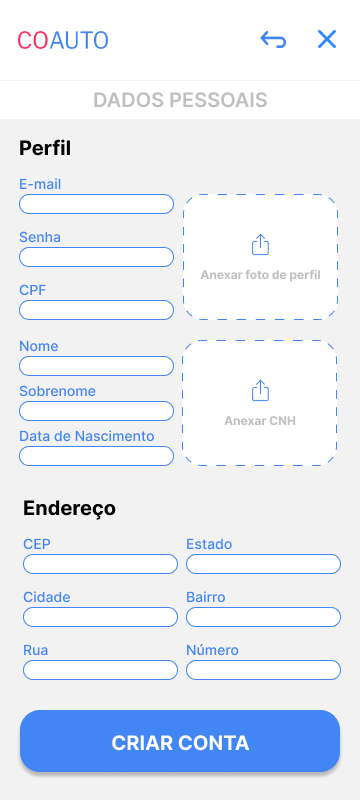 COAUTO
DADOS PESSOAIS
Perfil
E-mail
Senha
Anexar foto de perfil
CPF
Nome
Sobrenome
Anexar CNH
Data de Nascimento
Endereço
CEP
Estado
Cidade
Bairro
Rua
Número
CRIAR CONTA